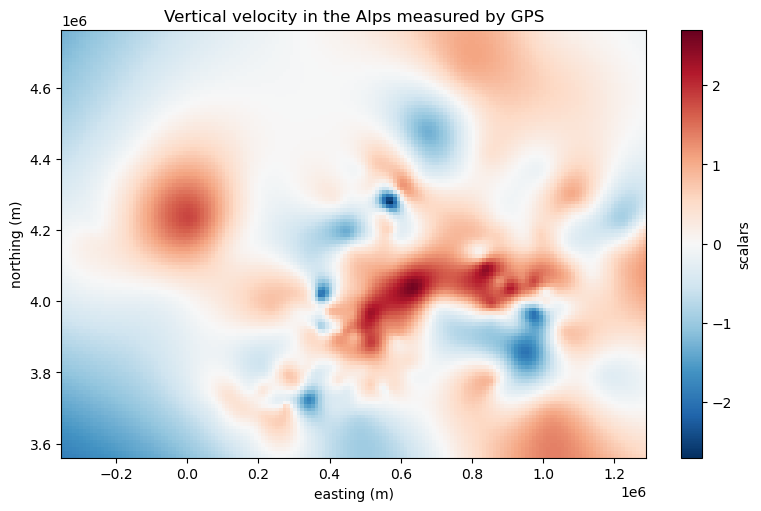 Vertical velocity in the Alps measured by GPS
1e6
4.6
4.4
4.2
4.0
3.8
3.6
northing (m)
−0.2 0.0 0.2 0.4 0.6 0.8 1.0 1.2
1e6
easting (m)
2
1
0
−1
−2
scalars